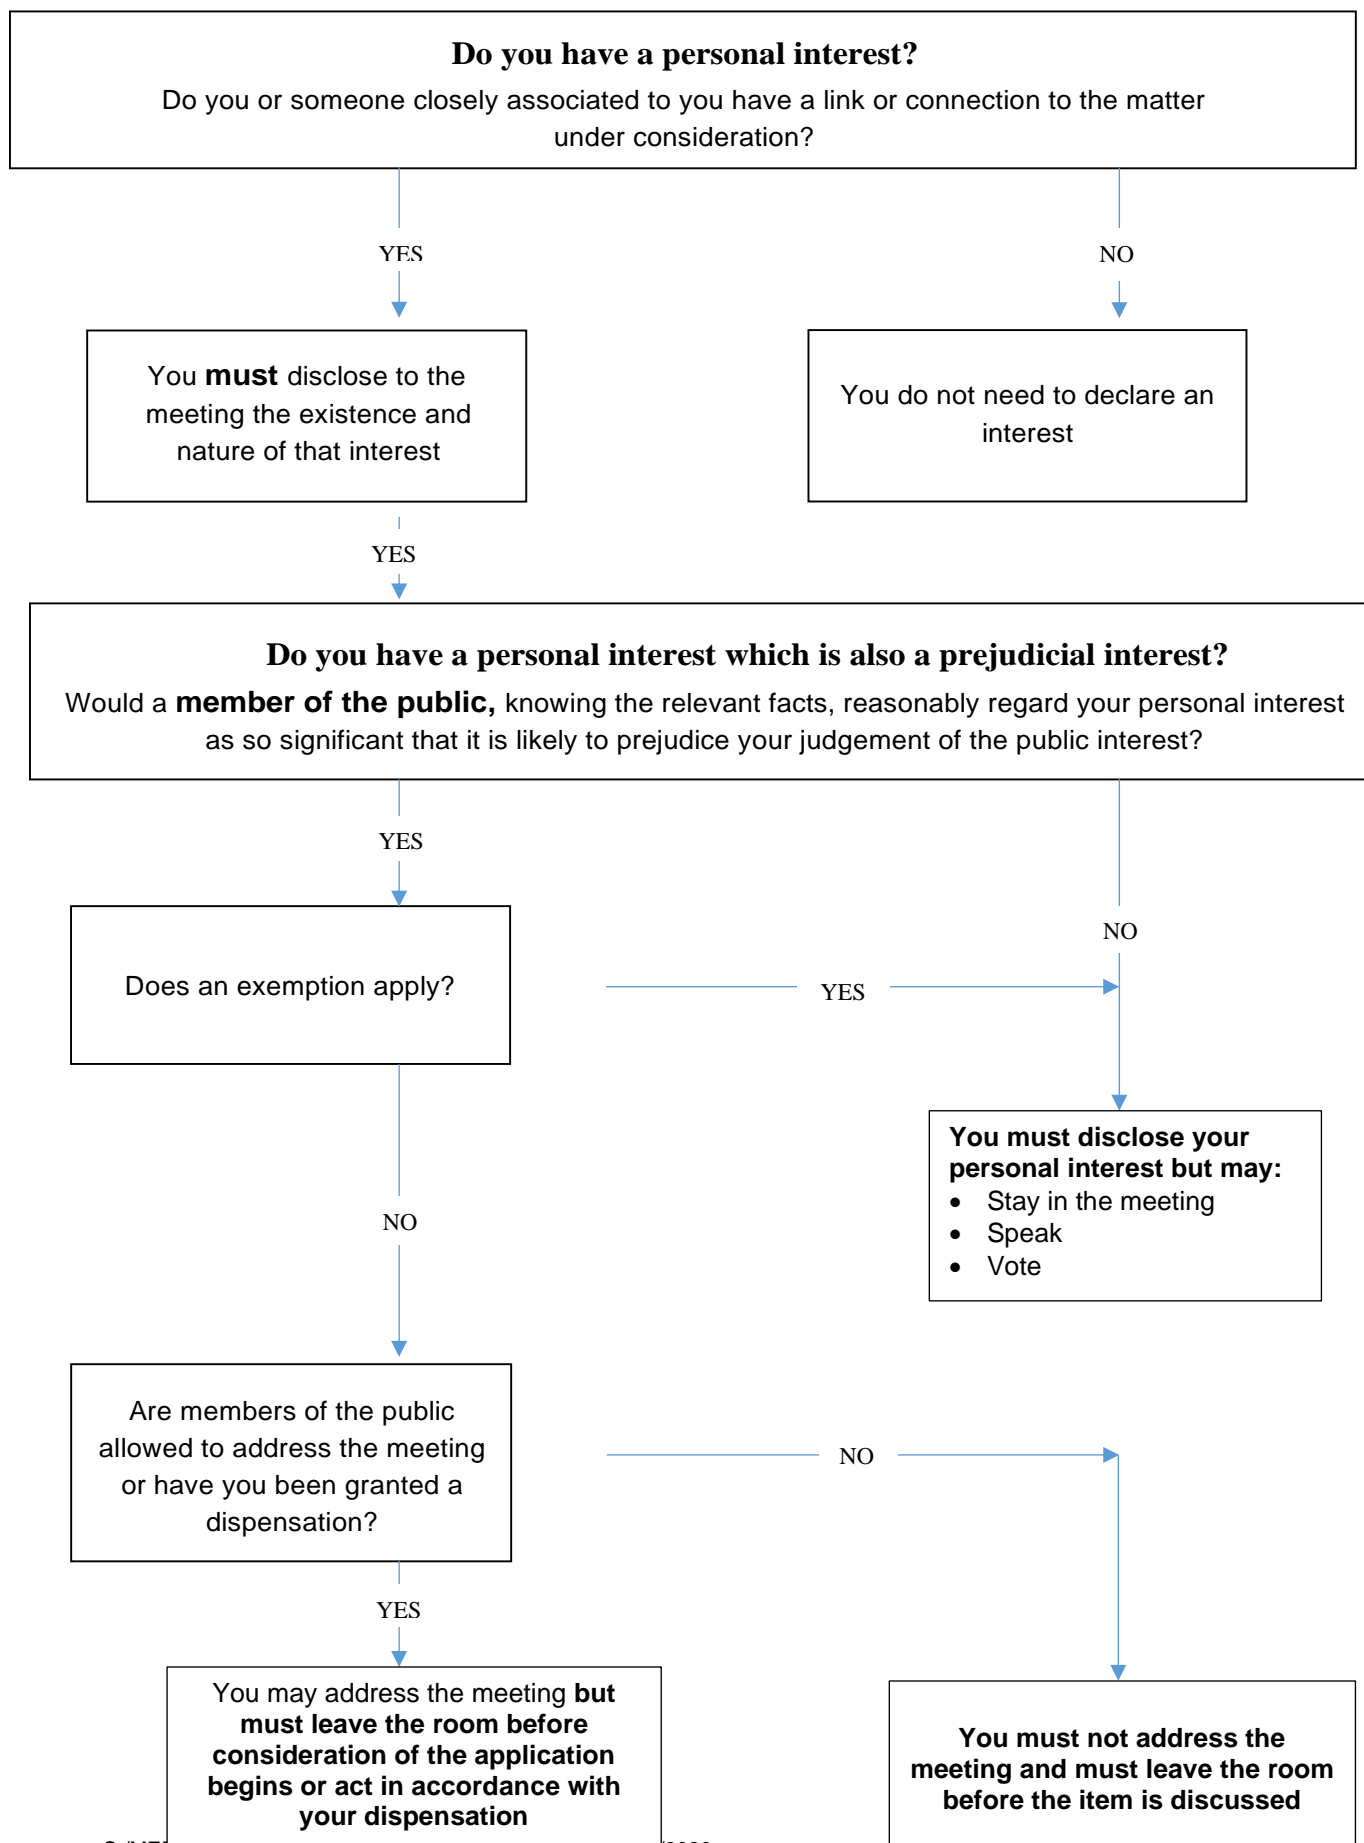 Do you have a personal interest?
Do you or someone closely associated to you have a link or connection to the matter
under consideration?
YES
NO
You must disclose to the
meeting the existence and
nature of that interest
You do not need to declare an
interest
YES
Do you have a personal interest which is also a prejudicial interest?
Would a member of the public, knowing the relevant facts, reasonably regard your personal interest
as so significant that it is likely to prejudice your judgement of the public interest?
YES
NO
Does an exemption apply?
YES
You must disclose your
personal interest but may:
• Stay in the meeting
• Speak
• Vote
NO
Are members of the public
allowed to address the meeting
or have you been granted a
dispensation?
NO
YES
You may address the meeting but
must leave the room before
consideration of the application
begins or act in accordance with
your dispensation
You must not address the
meeting and must leave the room
before the item is discussed